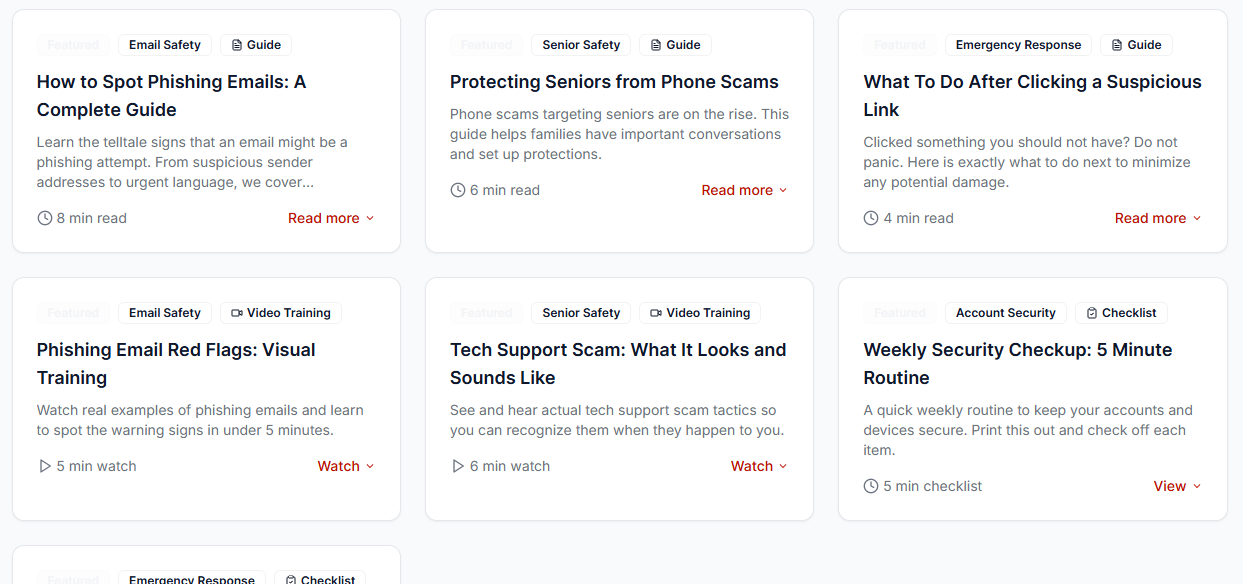 Featured Email Safety Guide
How to Spot Phishing Emails: A
Complete Guide
Learn the telltale signs that an email might be a
phishing attempt. From suspicious sender
addresses to urgent language, we cover...
8 min read Read more
Featured Senior Safety Guide
Protecting Seniors from Phone Scams
Phone scams targeting seniors are on the rise. This
guide helps families have important conversations
and set up protections.
6 min read Read more
Featured Emergency Response Guide
What To Do After Clicking a Suspicious
Link
Clicked something you should not have? Do not
panic. Here is exactly what to do next to minimize
any potential damage.
4 min read Read more
Featured Email Safety Video Training
Phishing Email Red Flags: Visual
Training
Watch real examples of phishing emails and learn
to spot the warning signs in under 5 minutes.
5 min watch Watch
Featured Senior Safety Video Training
Tech Support Scam: What It Looks and
Sounds Like
See and hear actual tech support scam tactics so
you can recognize them when they happen to you.
6 min watch Watch
Featured Account Security Checklist
Weekly Security Checkup: 5 Minute
Routine
A quick weekly routine to keep your accounts and
devices secure. Print this out and check off each
item.
5 min checklist View
Featured Emergency Response Checklist